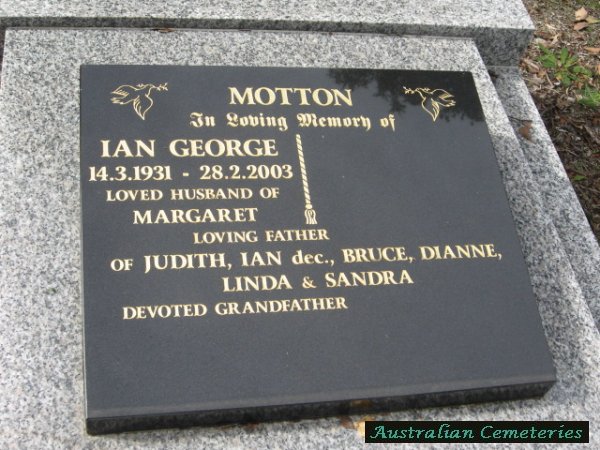 MOTTON
In Loving Memory of
IAN GEORGE
14.3.1931 - 28.2.2003
LOVED HUSBAND OF
MARGARET
LOVING FATHER
OF JUDITH, IAN dec., BRUCE, DIANNE,
LINDA & SANDRA
DEVOTED GRANDFATHER
Australian Cemeteries